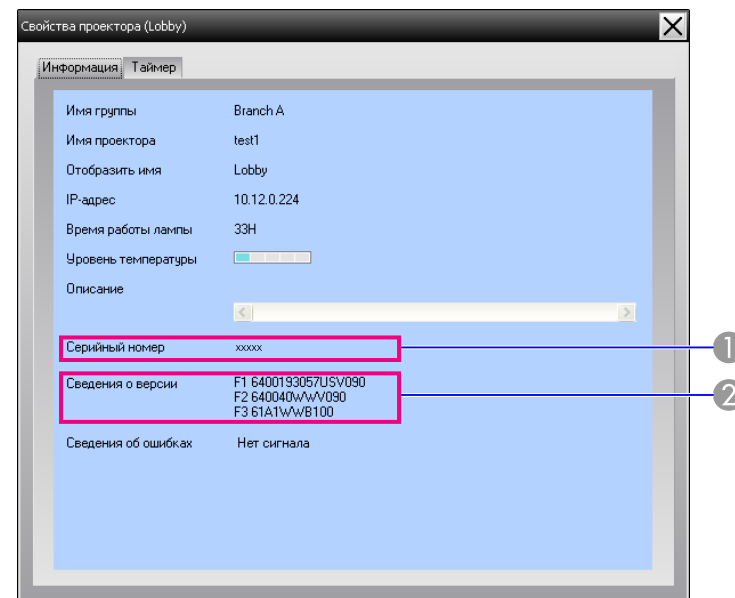 Свойства проектора (Lobby)
Информация Таймер
Имя группы Branch A
Имя проектора test1
Отобразить имя Lobby
IP-адрес 10.12.0.224
Время работы лампы 33H
Уровень температуры
Описание
Серийный номер xxxxx
1
Сведения о версии F1 6400193057USV090
2
F2 640040WWV090
F3 61A1WWB100
Сведения об ошибках Нет сигнала